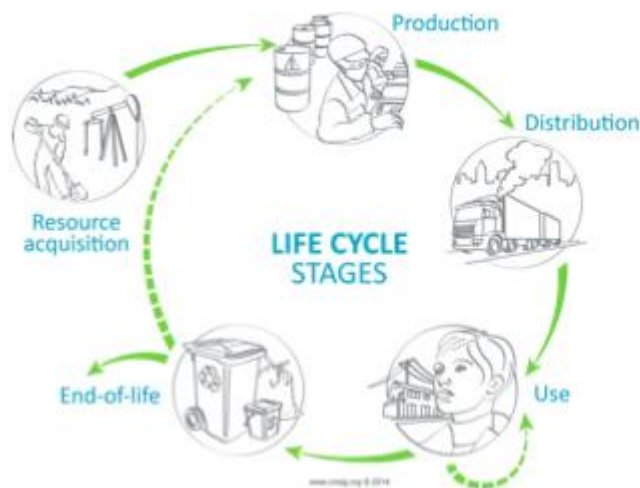 Production
Distribution
Resource
acquisition
LIFE CYCLE
STAGES
End-of-life
Use